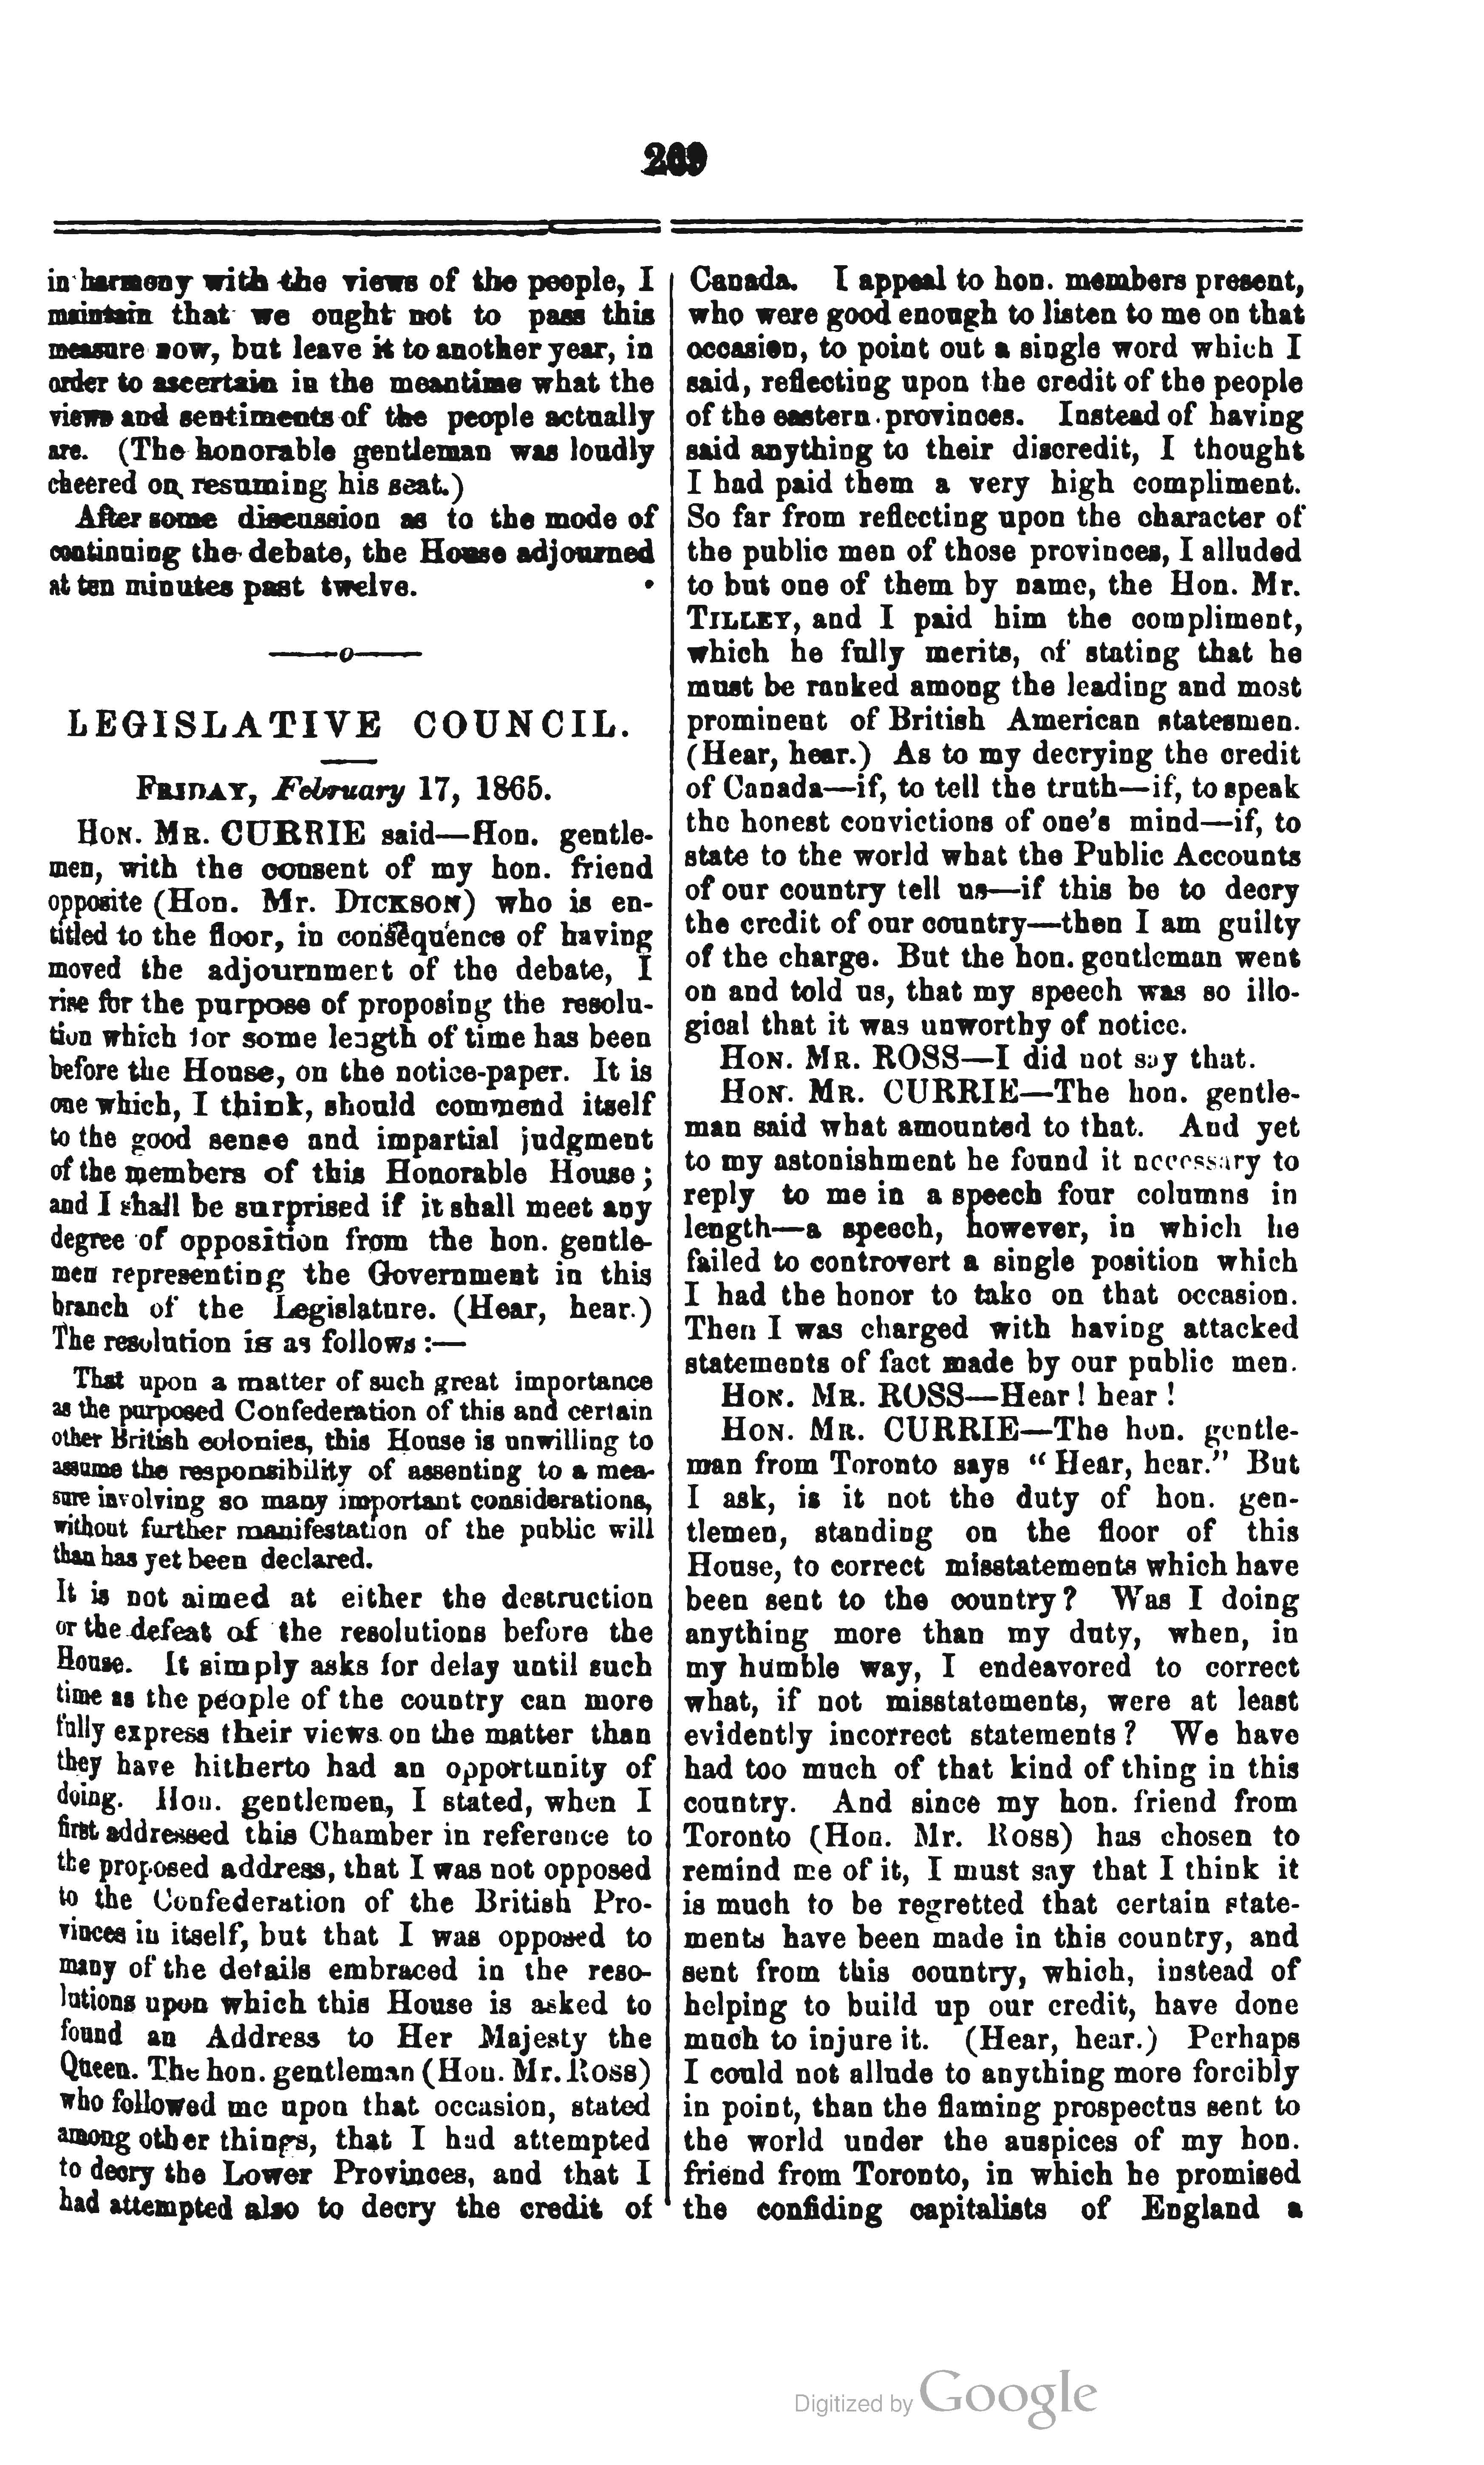 269
in harmony with the views of the people, I
maintain that we ought not to pass this
measure now, but leave it to another year, in
order to ascertain in the meantime what the
views and sentiments of the people actually
are. (The honorable gentleman was loudly
cheered on resuming his seat.)
After some discussion as to the mode of
continuing the debate, the House adjourned
at ten minutes past twelve.
LEGISLATIVE COUNCIL.
FRIDAY, February 17, 1865.
HON. MR. CURRIE said—Hon. gentle-
men, with the consent of my hon. friend
opposite (Hon. Mr. DICKSON) who is en-
titled to the floor, in consequence of having
moved the adjournment of the debate, I
rise for the purpose of proposing the resolu-
tion which for some length of time has been
before the House, on the notice-paper. It is
one which, I think, should commend itself
to the good sense and impartial judgment
of the members of this Honorable House;
and I shall be surprised if it shall meet any
degree of opposition from the hon. gentle-
men representing the Government in this
branch of the Legislature. (Hear, hear.)
The resolution is as follows:—
That upon a matter of such great importance
as the purposed Confederation of this and certain
other British colonies, this House is unwilling to
assume the responsibility of assenting to a mea-
sure involving so many important considerations,
without further manifestation of the public will
than has yet been declared.
It is not aimed at either the destruction
or the defeat of the resolutions before the
House. It simply asks for delay until such
time as the people of the country can more
fully express their views on the matter than
they have hitherto had an opportunity of
doing. Hon. gentlemen, I stated, when I
first addressed this Chamber in reference to
the proposed address, that I was not opposed
to the Confederation of the British Pro-
vinces in itself, but that I was opposed to
many of the details embraced in the reso-
lutions upon which this House is asked to
found an Address to Her Majesty the
Queen. The hon. gentleman (Hon. Mr. ROSS)
who followed me upon that occasion, stated
among other things, that I had attempted
to decry the Lower Provinces, and that I
had attempted also to decry the credit of
Canada. I appeal to hon. members present,
who were good enough to listen to me on that
occasion, to point out a single word which I
said, reflecting upon the credit of the people
of the eastern provinces. Instead of having
said anything to their discredit, I thought
I had paid them a very high compliment.
So far from reflecting upon the character of
the public men of those provinces, I alluded
to but one of them by name, the Hon. Mr.
TILLEY, and I paid him the compliment,
which he fully merits, of stating that he
must be ranked among the leading and most
prominent of British American statesmen.
(Hear, hear.) As to my decrying the credit
of Canada—if, to tell the truth—if, to speak
the honest convictions of one's mind—if, to
state to the world what the Public Accounts
of our country tell us—if this be to decry
the credit of our country—then I am guilty
of the charge. But the hon. gentleman went
on and told us, that my speech was so illo-
gical that it was unworthy of notice.
HON. MR. ROSS—I did not say that.
HON. MR. CURRIE—The hon. gentle-
man said what amounted to that. And yet
to my astonishment he found it necessary to
reply to me in a speech four columns in
length—a speech, however, in which he
failed to controvert a single position which
I had the honor to take on that occasion.
Then I was charged with having attacked
statements of fact made by our public men.
HON. MR. ROSS—Hear! hear!
HON. MR. CURRIE—The hon. gentle-
man from Toronto says "Hear, hear." But
I ask, is it not the duty of hon. gen-
tlemen, standing on the floor of this
House, to correct misstatements which have
been sent to the country? Was I doing
anything more than my duty, when, in
my humble way, I endeavored to correct
what, if not misstatements, were at least
evidently incorrect statements? We have
had too much of that kind of thing in this
country. And since my hon. friend from
Toronto (Hon. Mr. ROSS) has chosen to
remind me of it, I must say that I think it
is much to be regretted that certain state-
ments have been made in this country, and
sent from this country, which, instead of
helping to build up our credit, have done
much to injure it. (Hear, hear.) Perhaps
I could not allude to anything more forcibly
in point, than the flaming prospectus sent to
the world under the auspices of my hon.
friend from Toronto, in which he promised
the confiding capitalists of England a
Digitized by Google